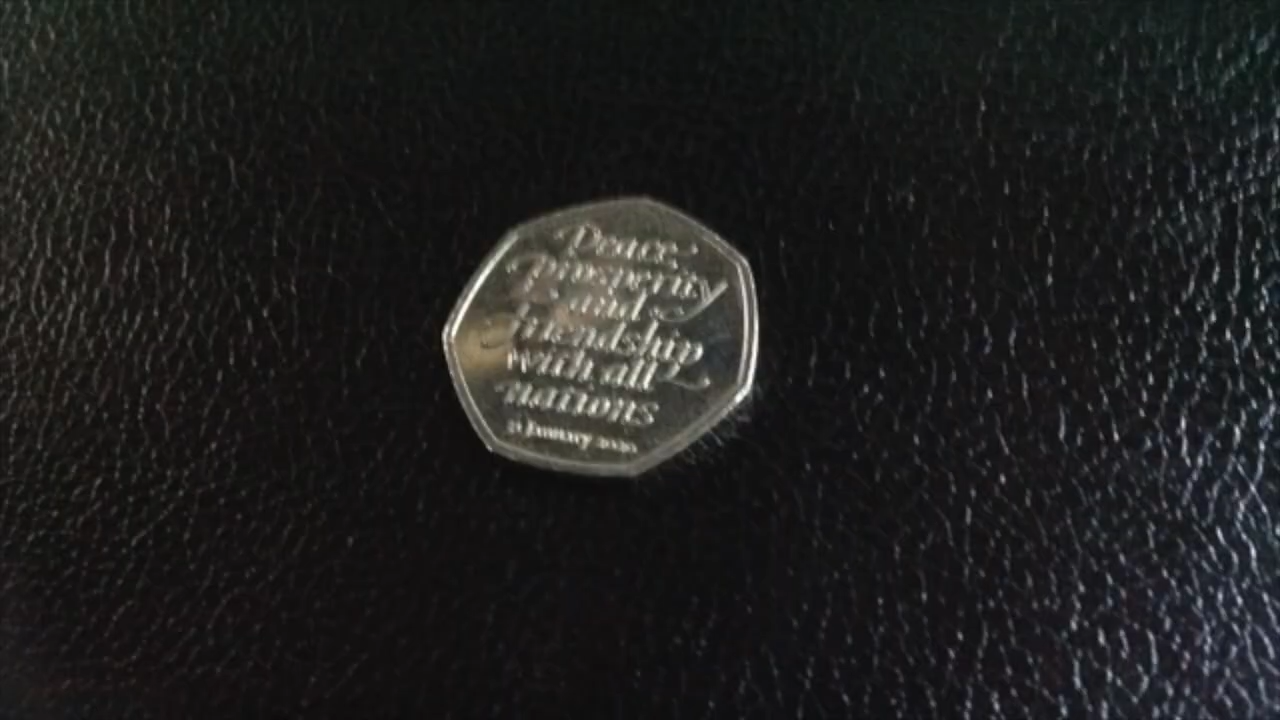 Peace
prosperity
and
friendship
with all
nations
31 January 2020